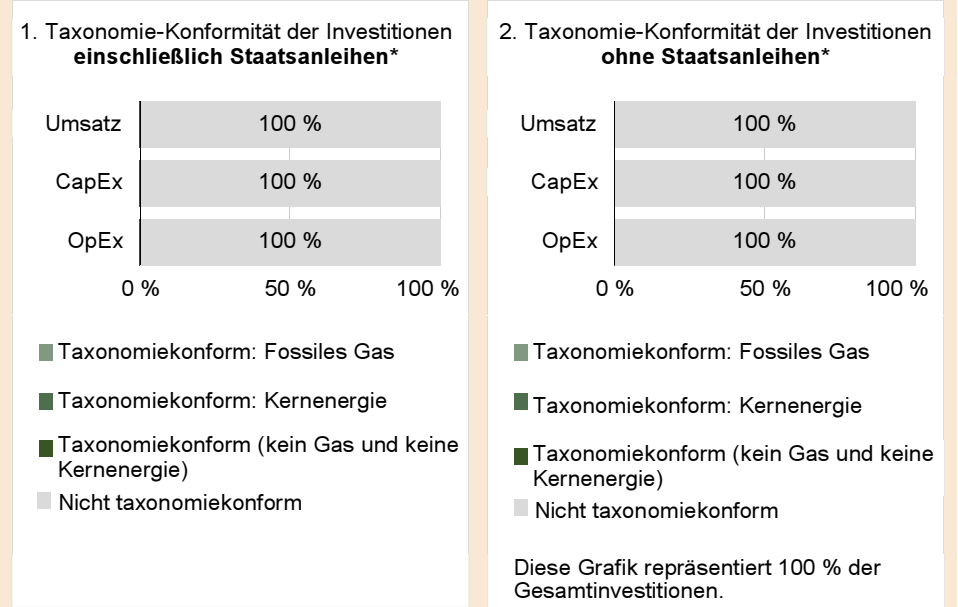 1. Taxonomie-Konformität der Investitionen
einschließlich Staatsanleihen*
Umsatz
100 %
CapEx
100 %
OpEx
100 %
0 %
50 %
100 %
Taxonomiekonform: Fossiles Gas
Taxonomiekonform: Kernenergie
Taxonomiekonform (kein Gas und keine
Kernenergie)
Nicht taxonomiekonform
2. Taxonomie-Konformität der Investitionen
ohne Staatsanleihen*
Umsatz
100 %
CapEx
100 %
OpEx
100 %
0 %
50 %
100 %
Taxonomiekonform: Fossiles Gas
Taxonomiekonform: Kernenergie
Taxonomiekonform (kein Gas und keine
Kernenergie)
Nicht taxonomiekonform
Diese Grafik repräsentiert 100 % der
Gesamtinvestitionen.